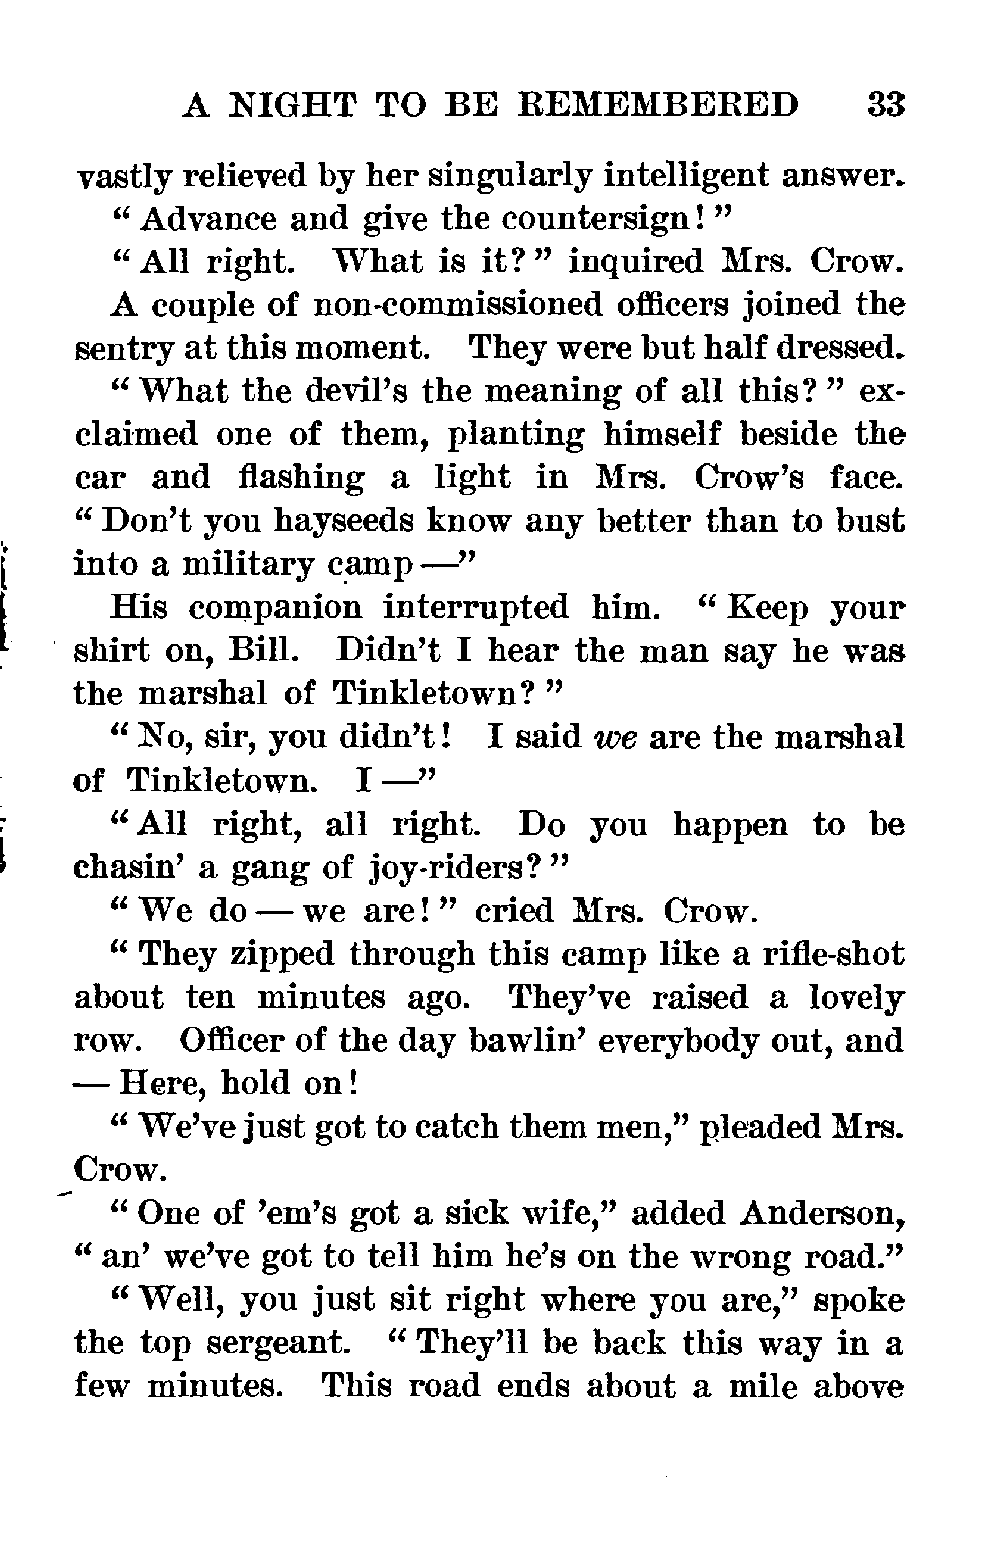 A NIGHT TO BE REMEMBERED 33
vastly relieved by her singularly intelligent answer.
“ Advance and give the countersign! ”
“ All right. What is it? ” inquired Mrs. Crow.
A couple of non-commissioned officers joined the
sentry at this moment. They were but half dressed.
“ What the devil’s the meaning of all this? ” ex-
claimed one of them, planting himself beside the
car and flashing a light in Mrs. Crow’s face.
“ Don’t you hayseeds know any better than to bust
into a military camp —”
His companion interrupted him. “ Keep your
shirt on, Bill. Didn’t I hear the man say he was
the marshal of Tinkletown? ”
“ No, sir, you didn’t! I said we are the marshal
of Tinkletown. I —”
“ All right, all right. Do you happen to be
chasin’ a gang of joy-riders? ”
“ We do — we are! ” cried Mrs. Crow.
“ They zipped through this camp like a rifle-shot
about ten minutes ago. They’ve raised a lovely
row. Officer of the day bawlin’ everybody out, and
— Here, hold on!
“ We’ve just got to catch them men,” pleaded Mrs.
Crow.
“ One of ’em’s got a sick wife,” added Anderson,
“ an’ we’ve got to tell him he’s on the wrong road.”
“ Well, you just sit right where you are,” spoke
the top sergeant. “ They’ll be back this way in a
few minutes. This road ends about a mile above